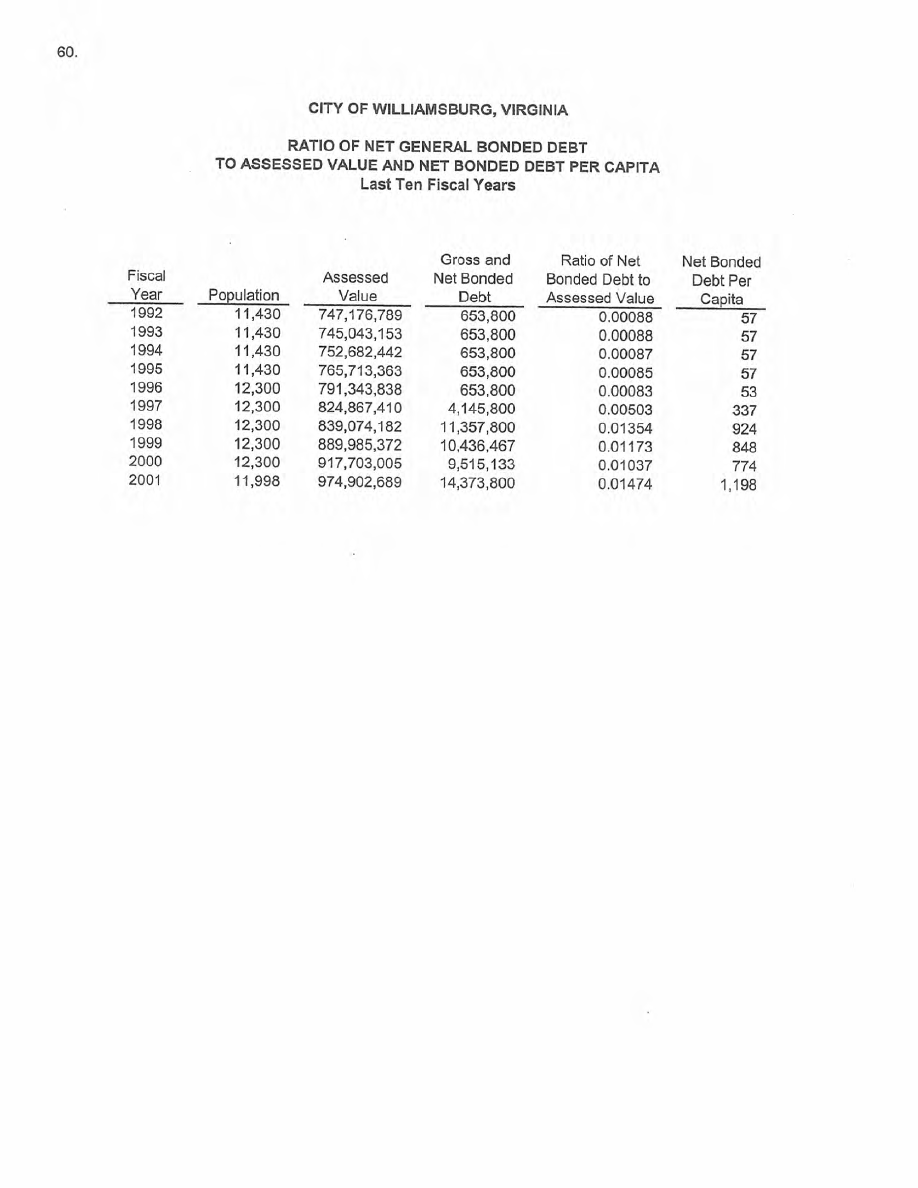 60.
CITY OF WILLIAMSBURG, VIRGINIA
RATIO OF NET GENERAL BONDED DEBT
TO ASSESSED VALUE AND NET BONDED DEBT PER CAPITA
Last Ten Fiscal Years
Gross and Ratio of Net Net Bonded
Fiscal Assessed Net Bonded Bonded Debt to Debt Per
Year Population Value Debt Assessed Value Capita
1992 11,430 747,176,789 653,800 0.00088 57
1993 11,430 745,043,153 653,800 0.00088 57
1994 11,430 752,682,442 653,800 0.00087 57
1995 11,430 765,713,363 653,800 0.00085 57
1996 12,300 791,343,838 653,800 0.00083 53
1997 12,300 824,867,410 4,145,800 0.00503 337
1998 12,300 839,074,182 11,357,800 0.01354 924
1999 12,300 889,985,372 10,436,467 0.01173 848
2000 12,300 917,703,005 9,515,133 0.01037 774
2001 11,998 974,902,689 14,373,800 0.01474 1,198